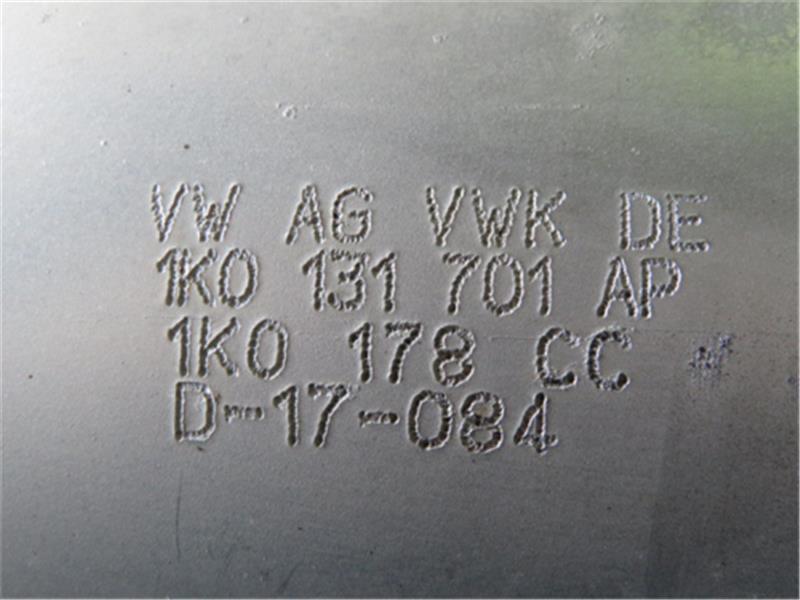 VW AG VWK DE
1K0 131 701 AP
1K0 178 CC
D-17-084